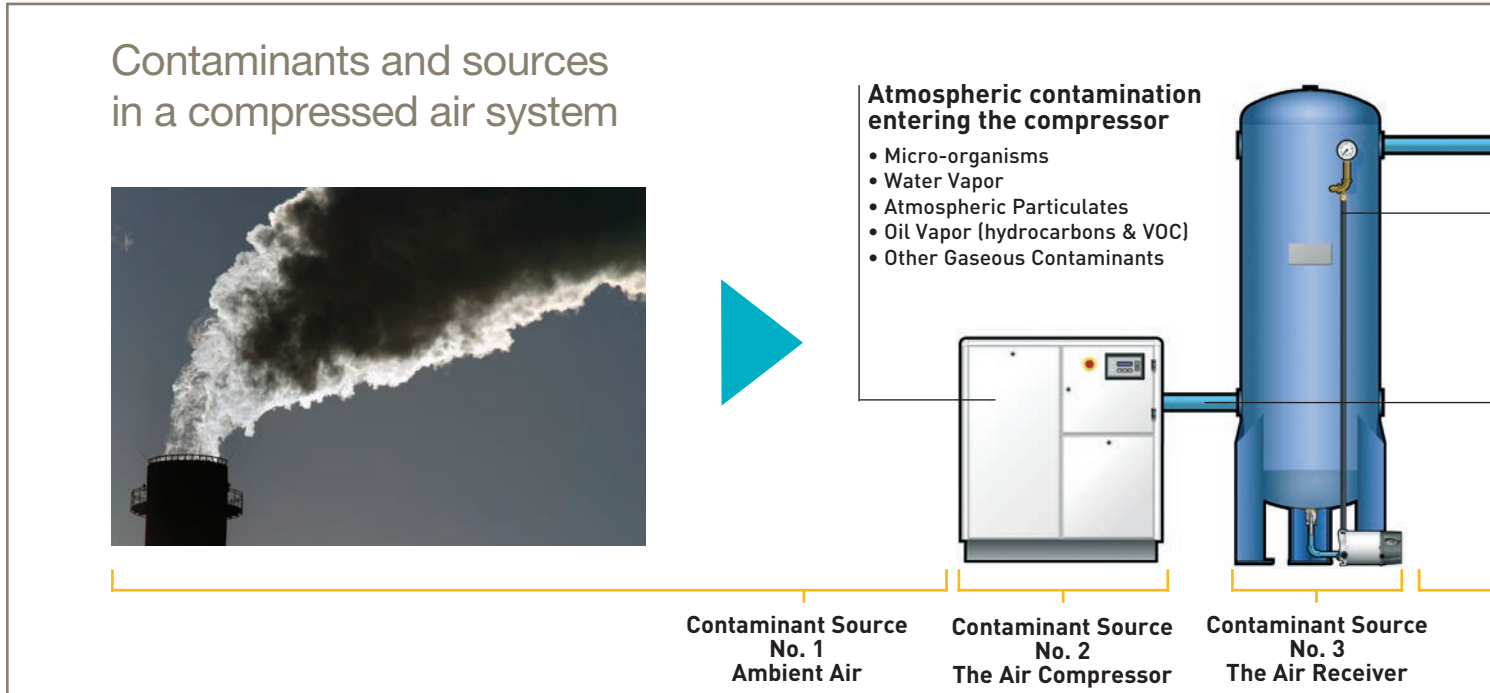 Contaminants and sources
in a compressed air system
Atmospheric contamination
entering the compressor
• Micro-organisms
• Water Vapor
• Atmospheric Particulates
• Oil Vapor (hydrocarbons & VOC)
• Other Gaseous Contaminants
Contaminant Source
No. 1
Ambient Air
Contaminant Source
No. 2
The Air Compressor
Contaminant Source
No. 3
The Air Receiver